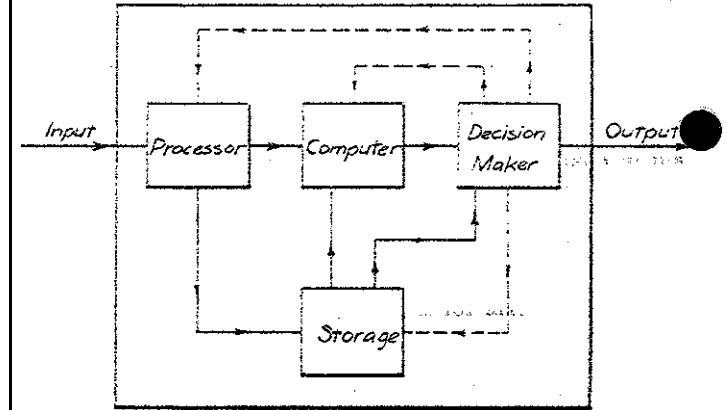 Input
Processor
Computer
Decision
Maker
Output
Storage